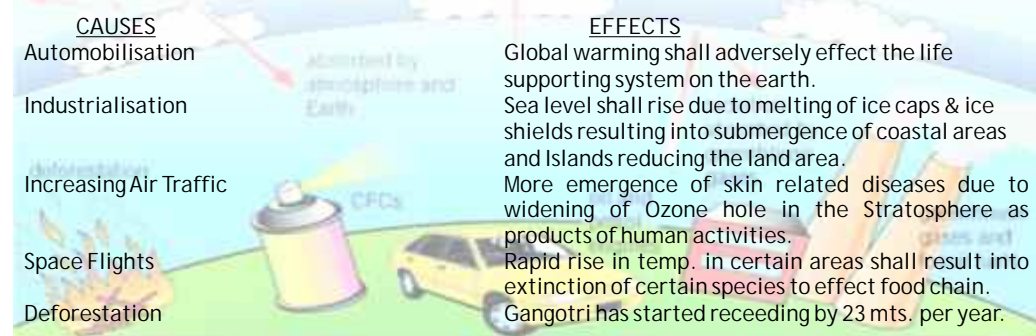 CAUSES EFFECTS
Automobilisation Global warming shall adversely effect the life
supporting system on the earth.
Industrialisation Sea level shall rise due to melting of ice caps & ice
shields resulting into submergence of coastal areas
and Islands reducing the land area.
Increasing Air Traffic More emergence of skin related diseases due to
widening of Ozone hole in the Stratosphere as
products of human activities.
Space Flights Rapid rise in temp. in certain areas shall result into
extinction of certain species to effect food chain.
Deforestation Gangotri has started receeding by 23 mts. per year.
absorbed by
atmosphere and
Earth
deforestation
CFCs
gases and